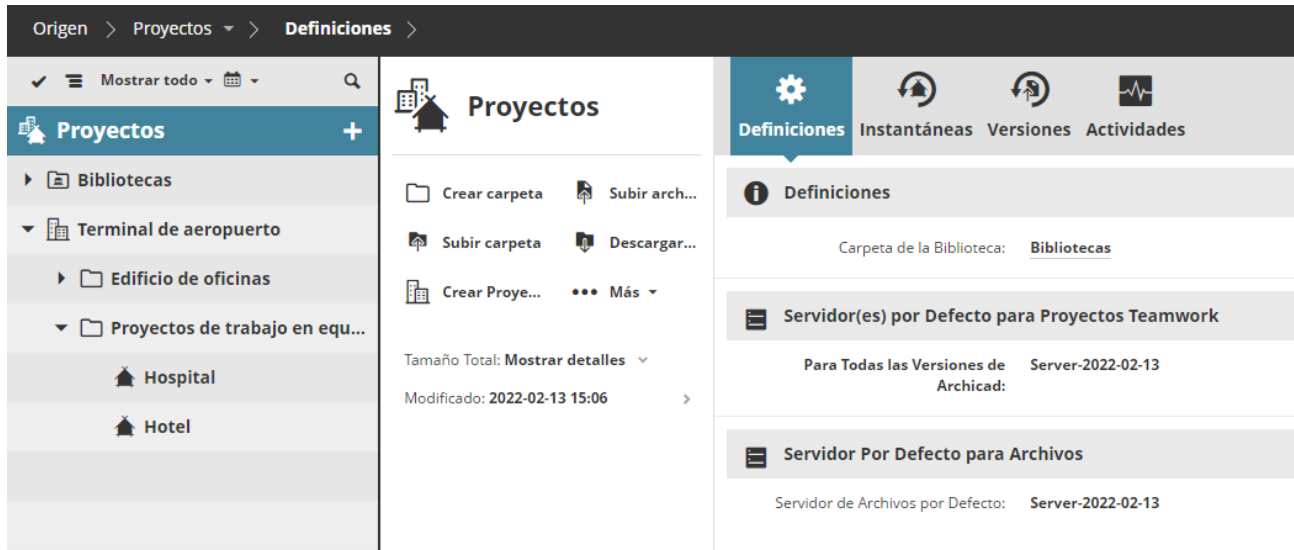 Origen > Proyectos > Definiciones >
Mostrar todo
Proyectos +
Bibliotecas
Terminal de aeropuerto
Edificio de oficinas
Proyectos de trabajo en equ...
Hospital
Hotel
Proyectos
Crear carpeta Subir arch...
Subir carpeta Descargar...
Crear Proye... ••• Más
Tamaño Total: Mostrar detalles
Modificado: 2022-02-13 15:06 >
Definiciones Instantáneas Versiones Actividades
Definiciones
Carpeta de la Biblioteca: Bibliotecas
Servidor(es) por Defecto para Proyectos Teamwork
Para Todas las Versiones de Server-2022-02-13
Archicad:
Servidor Por Defecto para Archivos
Servidor de Archivos por Defecto: Server-2022-02-13